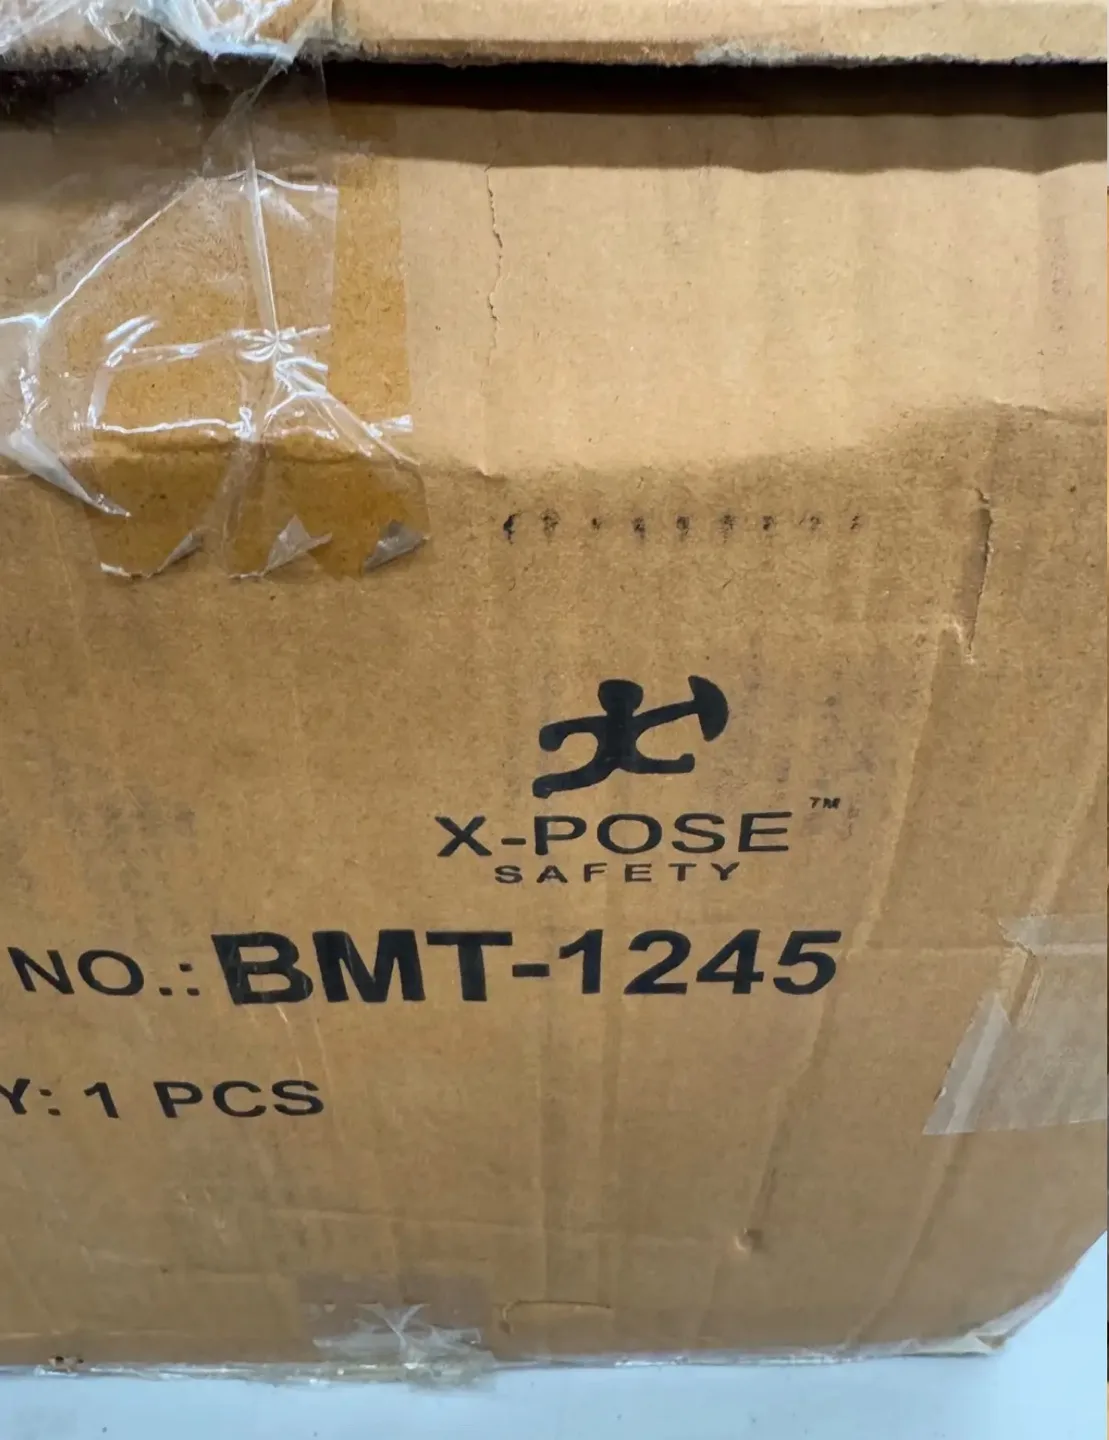 X-POSE™
SAFETY
NO.: BMT-1245
Y: 1 PCS